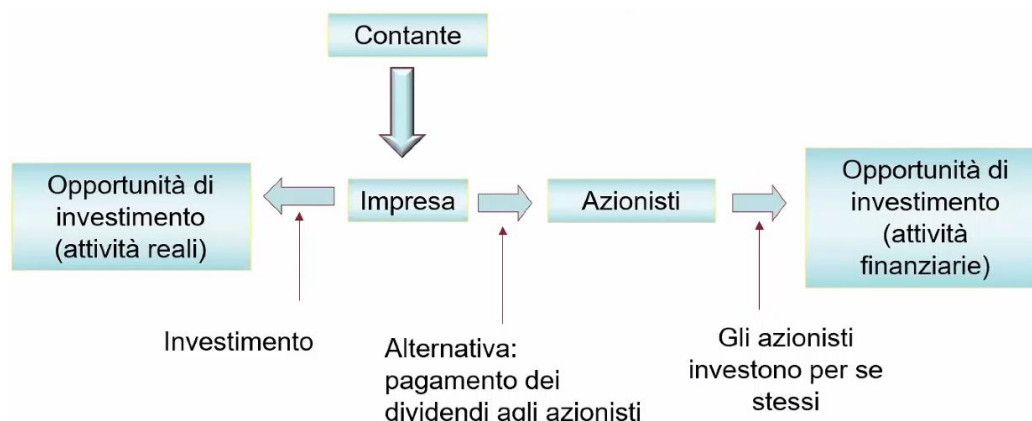 Contante
Opportunità di
investimento
(attività reali)
Impresa
Azionisti
Opportunità di
investimento
(attività
finanziarie)
Investimento
Alternativa:
pagamento dei
dividendi agli azionisti
Gli azionisti
investono per se
stessi